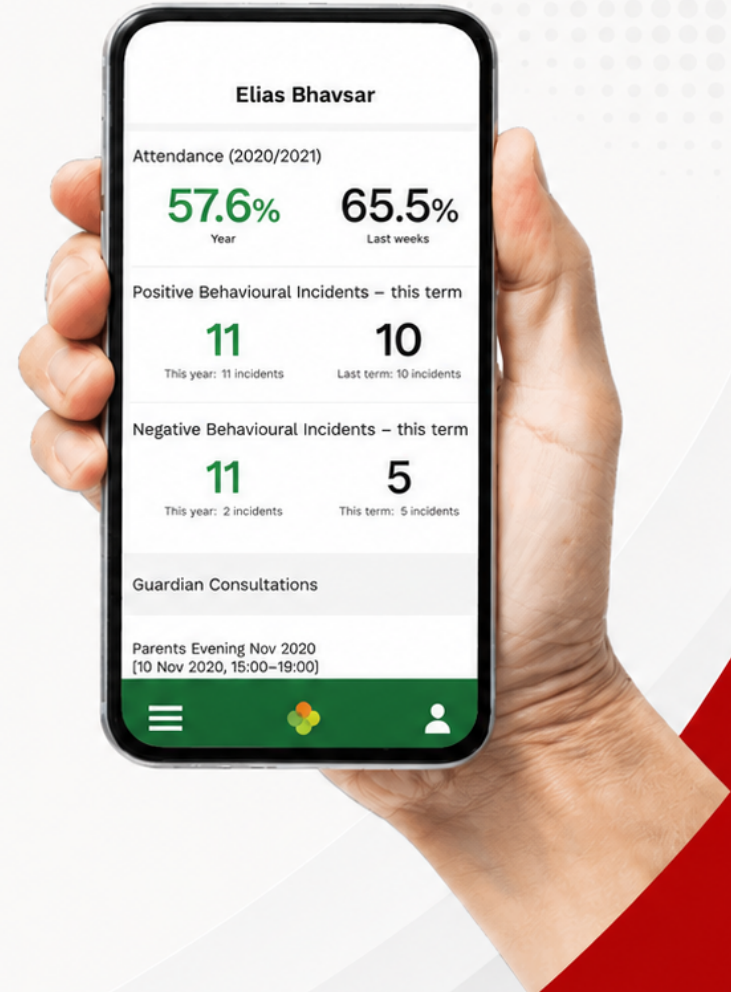 Elias Bhavsar
Attendance (2020/2021)
57.6% 65.5%
Year Last weeks
Positive Behavioural Incidents – this term
11 10
This year: 11 incidents Last term: 10 incidents
Negative Behavioural Incidents – this term
11 5
This year: 2 incidents This term: 5 incidents
Guardian Consultations
Parents Evening Nov 2020
[10 Nov 2020, 15:00–19:00]